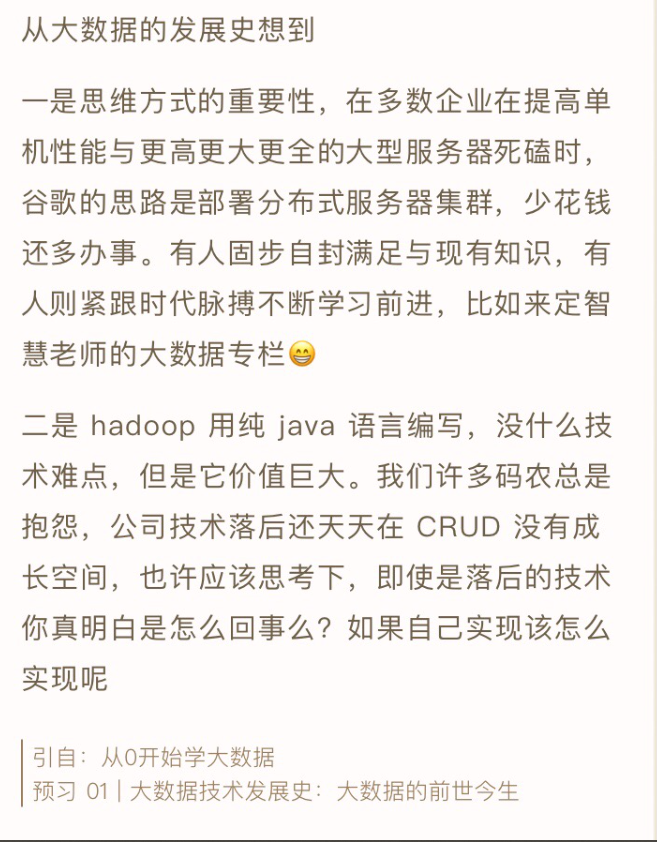 从大数据的发展史想到
一是思维方式的重要性，在多数企业在提高单
机性能与更高更大更全的大型服务器死磕时，
谷歌的思路是部署分布式服务器集群，少花钱
还多办事。有人固步自封满足与现有知识，有
人则紧跟时代脉搏不断学习前进，比如来定智
慧老师的大数据专栏😁
二是 hadoop 用纯 java 语言编写，没什么技
术难点，但是它价值巨大。我们许多码农总是
抱怨，公司技术落后还天天在 CRUD 没有成
长空间，也许应该思考下，即使是落后的技术
你真明白是怎么回事么？如果自己实现该怎么
实现呢
引自：从0开始学大数据
预习 01 | 大数据技术发展史：大数据的前世今生